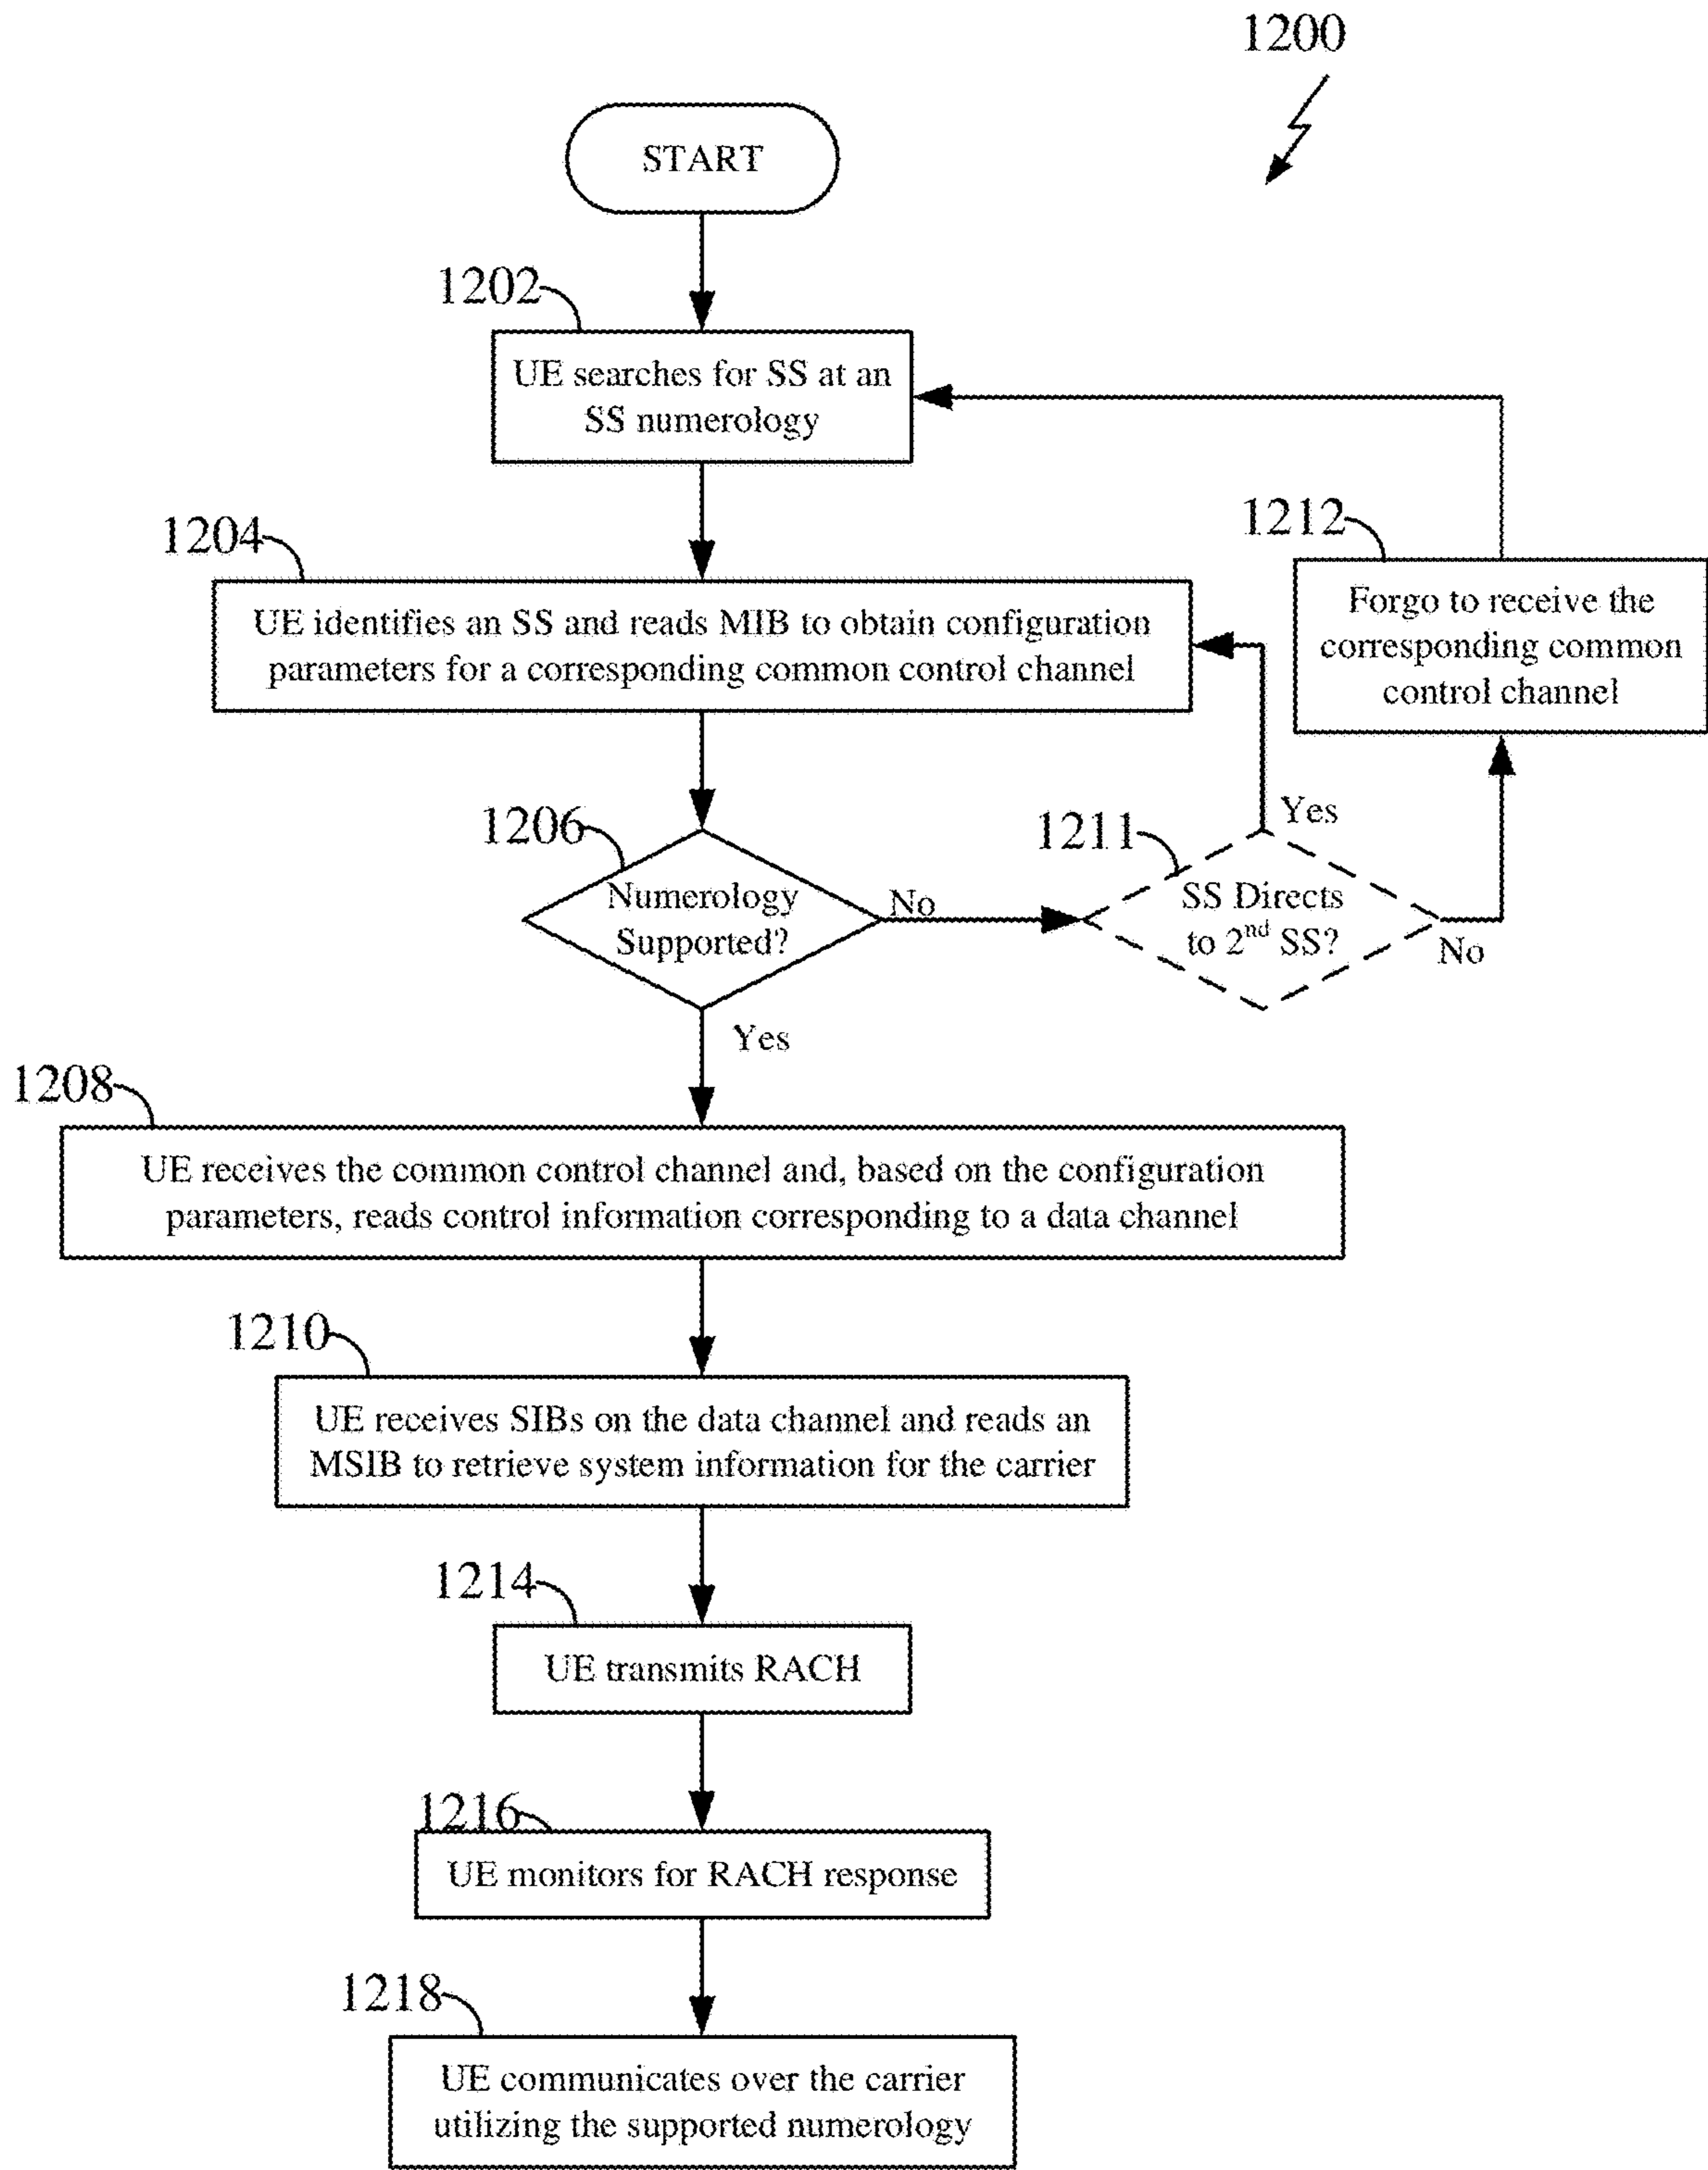 1200
START
1202
UE searches for SS at an
SS numerology
1204
UE identifies an SS and reads MIB to obtain configuration
parameters for a corresponding common control channel
1212
Forgo to receive the
corresponding common
control channel
1206
Numerology
Supported?
No
Yes
1211
SS Directs
to 2nd SS?
Yes
No
1208
UE receives the common control channel and, based on the configuration
parameters, reads control information corresponding to a data channel
1210
UE receives SIBs on the data channel and reads an
MSIB to retrieve system information for the carrier
1214
UE transmits RACH
1216
UE monitors for RACH response
1218
UE communicates over the carrier
utilizing the supported numerology